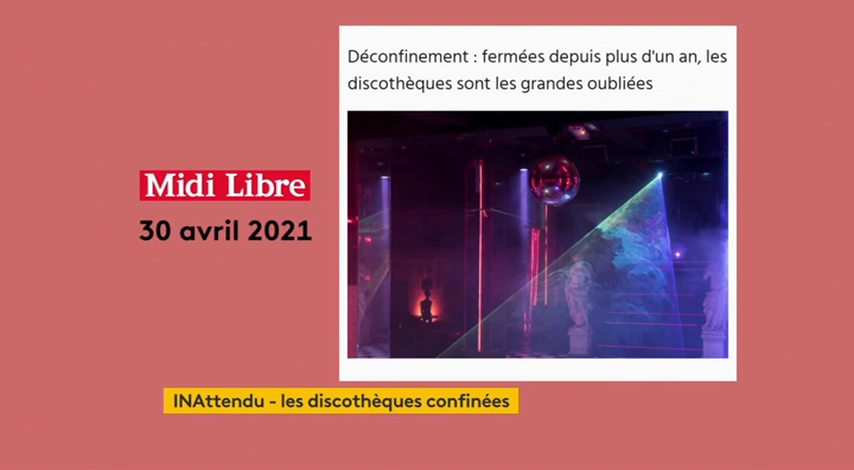 Déconfinement : fermées depuis plus d'un an, les
discothèques sont les grandes oubliées
Midi Libre
30 avril 2021
INAttendu - les discothèques confinées